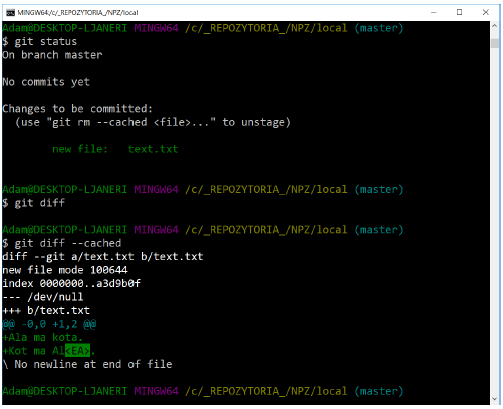 MINGW64:/c/_REPOZYTORIA_/NPZ/local
Adam@DESKTOP-LJANERI MINGW64 /c/_REPOZYTORIA_/NPZ/local (master)
$ git status
On branch master
No commits yet
Changes to be committed:
(use "git rm --cached <file>..." to unstage)
new file: text.txt
Adam@DESKTOP-LJANERI MINGW64 /c/_REPOZYTORIA_/NPZ/local (master)
$ git diff
Adam@DESKTOP-LJANERI MINGW64 /c/_REPOZYTORIA_/NPZ/local (master)
$ git diff --cached
diff --git a/text.txt b/text.txt
new file mode 100644
index 0000000..a3d9b0f
--- /dev/null
+++ b/text.txt
@@ -0,0 +1,2 @@
+Ala ma kota.
+Kot ma Al<EA>.
\ No newline at end of file
Adam@DESKTOP-LJANERI MINGW64 /c/_REPOZYTORIA_/NPZ/local (master)